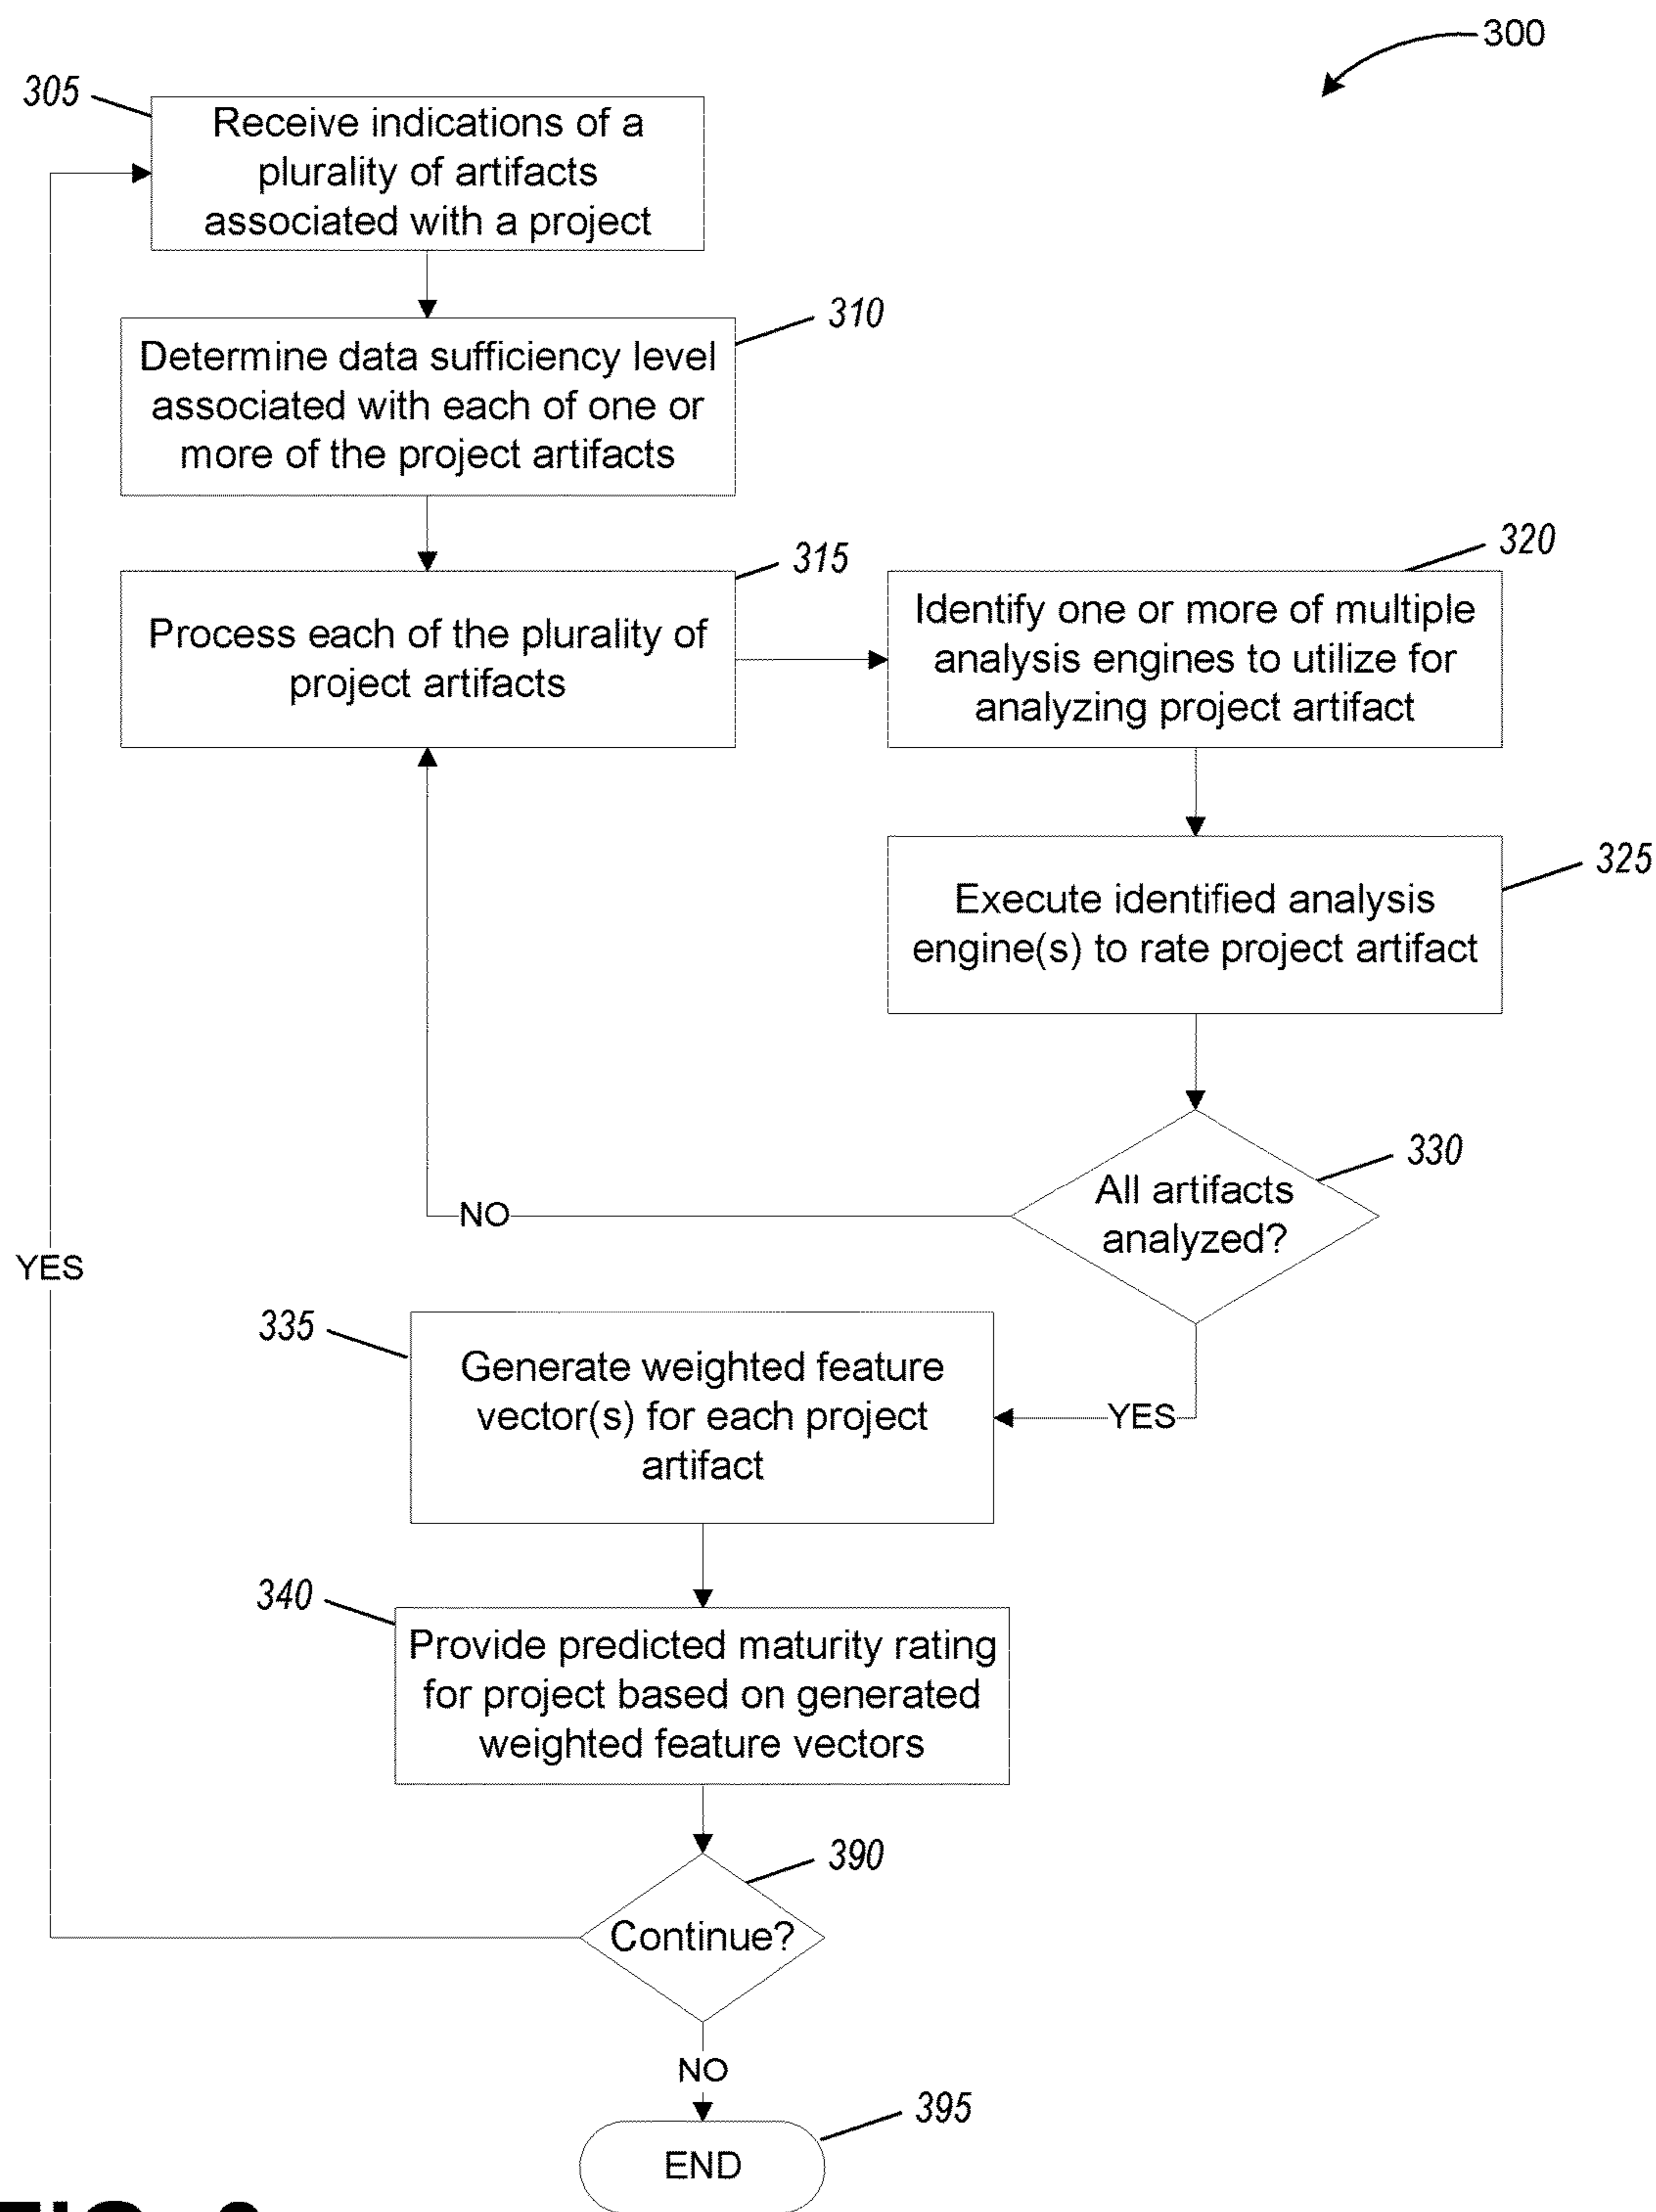 300
305
Receive indications of a
plurality of artifacts
associated with a project
310
Determine data sufficiency level
associated with each of one or
more of the project artifacts
315
Process each of the plurality of
project artifacts
320
Identify one or more of multiple
analysis engines to utilize for
analyzing project artifact
325
Execute identified analysis
engine(s) to rate project artifact
330
All artifacts
analyzed?
NO
YES
YES
335
Generate weighted feature
vector(s) for each project
artifact
340
Provide predicted maturity rating
for project based on generated
weighted feature vectors
390
Continue?
NO
395
END